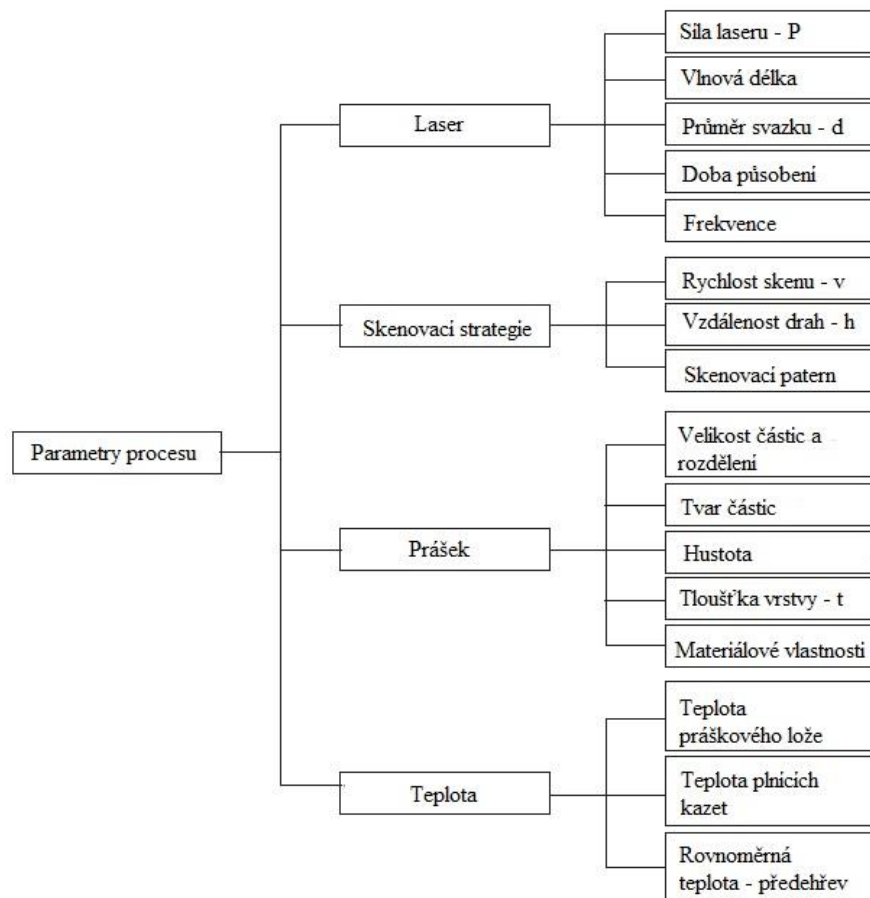 Parametry procesu
Laser
Síla laseru - P
Vlnová délka
Průměr svazku - d
Doba působení
Frekvence
Skenovací strategie
Rychlost skenu - v
Vzdálenost drah - h
Skenovací patern
Prášek
Velikost částic a
rozdělení
Tvar částic
Hustota
Tloušťka vrstvy - t
Materiálové vlastnosti
Teplota
Teplota
práškového lože
Teplota plnicích
kazet
Rovnoměrná
teplota - předehřev